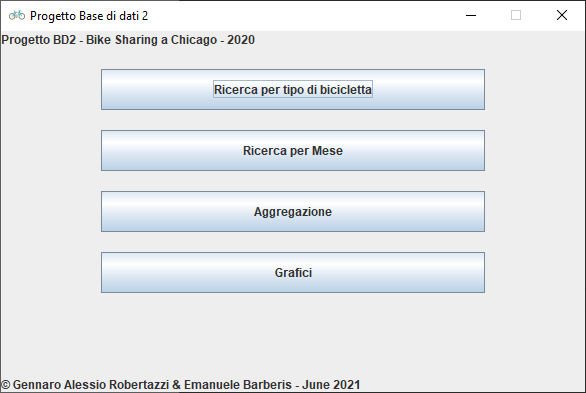 Progetto Base di dati 2
Progetto BD2 - Bike Sharing a Chicago - 2020
Ricerca per tipo di bicicletta
Ricerca per Mese
Aggregazione
Grafici
© Gennaro Alessio Robertazzi & Emanuele Barberis - June 2021